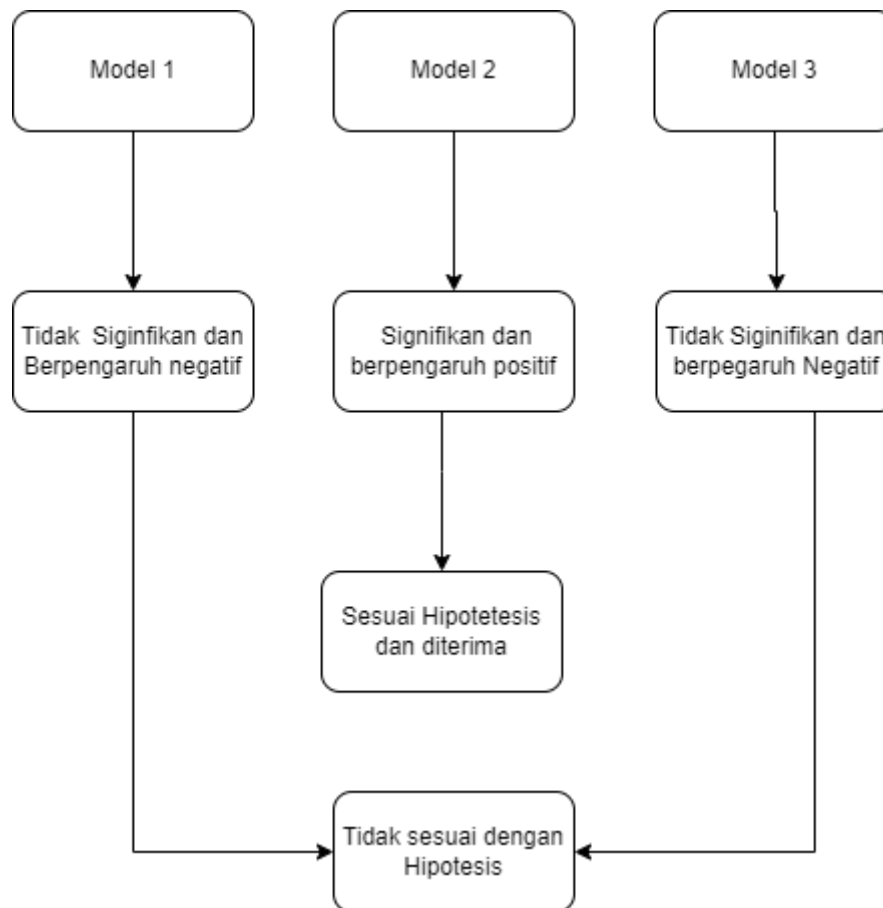 Model 1
Model 2
Model 3
Tidak  Siginfikan dan
Berpengaruh negatif
Signifikan dan
berpengaruh positif
Tidak Siginifikan dan
berpegaruh Negatif
Sesuai Hipotetesis
dan diterima
Tidak sesuai dengan
Hipotesis